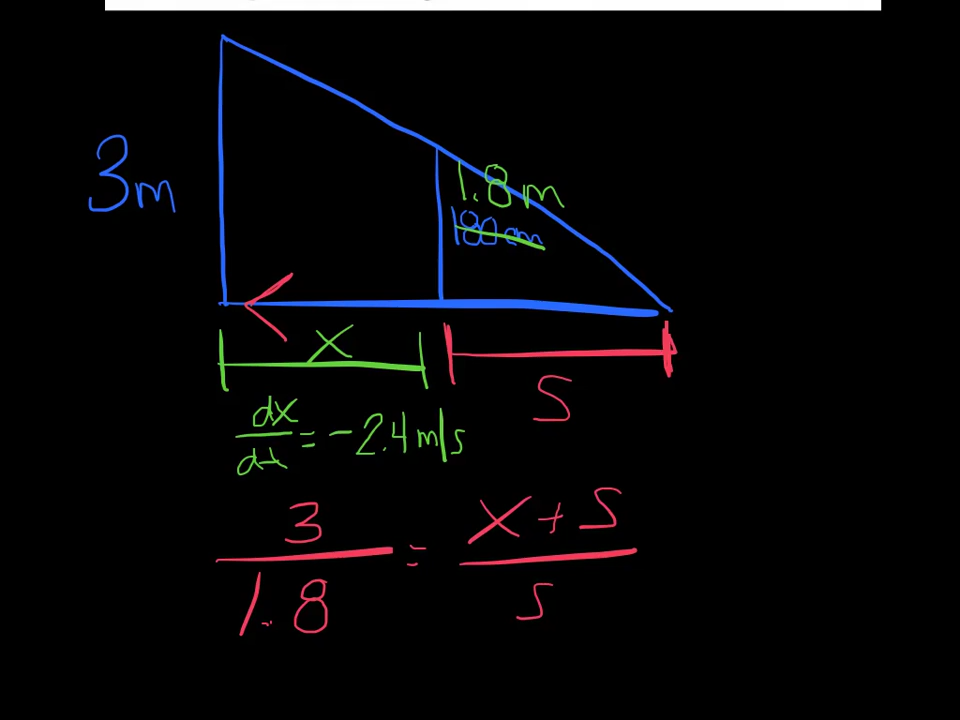 3m
1.8m
180cm
x
S
dx/dt = -2.4 m/s
3/1.8 = x + S/S